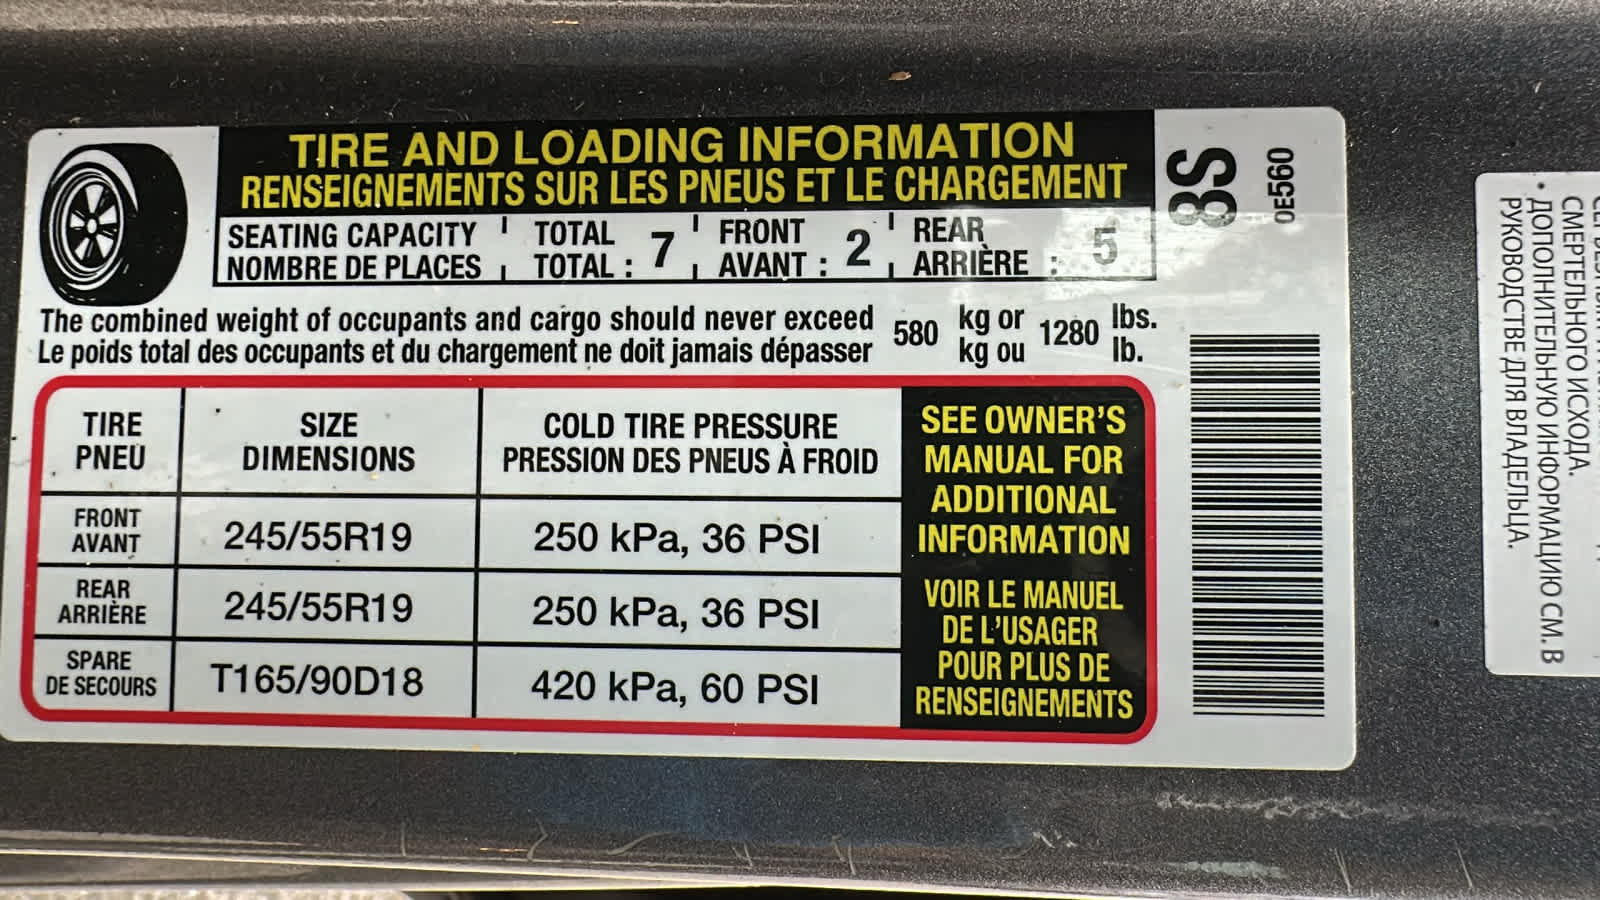 TIRE AND LOADING INFORMATION
RENSEIGNEMENTS SUR LES PNEUS ET LE CHARGEMENT
SEATING CAPACITY TOTAL 7 FRONT 2 REAR 5
NOMBRE DE PLACES TOTAL : AVANT : ARRIÈRE :
The combined weight of occupants and cargo should never exceed 580 kg or 1280 lbs.
Le poids total des occupants et du chargement ne doit jamais dépasser kg ou lb.
TIRE SIZE COLD TIRE PRESSURE
PNEU DIMENSIONS PRESSION DES PNEUS À FROID
FRONT
AVANT 245/55R19 250 kPa, 36 PSI
REAR
ARRIÈRE 245/55R19 250 kPa, 36 PSI
SPARE
DE SECOURS T165/90D18 420 kPa, 60 PSI
SEE OWNER'S
MANUAL FOR
ADDITIONAL
INFORMATION
VOIR LE MANUEL
DE L'USAGER
POUR PLUS DE
RENSEIGNEMENTS
8S
0E560
СМЕРТЕЛЬНОГО ИСХОДА.
• ДОПОЛНИТЕЛЬНУЮ ИНФОРМАЦИЮ СМ. В
РУКОВОДСТВЕ ДЛЯ ВЛАДЕЛЬЦА.